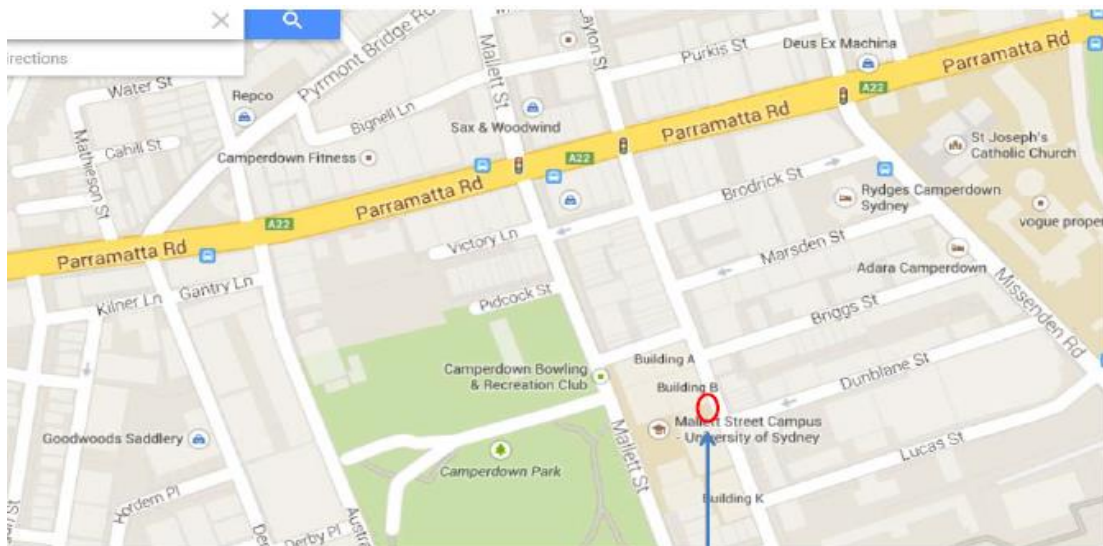 irections
Water St
Mathieson St
Cahill St
Repco
Pyrmont Bridge Rd
Bignell Ln
Camperdown Fitness
Mallett St
Sax & Woodwind
Layton St
Purkis St
Deus Ex Machina
Parramatta Rd
A22
Parramatta Rd
A22
Parramatta Rd
A22
Parramatta Rd
St Joseph's
Catholic Church
Brodrick St
Rydges Camperdown
Sydney
vogue proper
Victory Ln
Marsden St
Adara Camperdown
Missenden Rd
Kilner Ln
Gantry Ln
Pidcock St
Briggs St
Building A
Camperdown Bowling
& Recreation Club
Building B
Dunblane St
Mallett Street Campus
- University of Sydney
Goodwoods Saddlery
Camperdown Park
Mallett St
Lucas St
Building K
Hordern Pl
Derby Pl